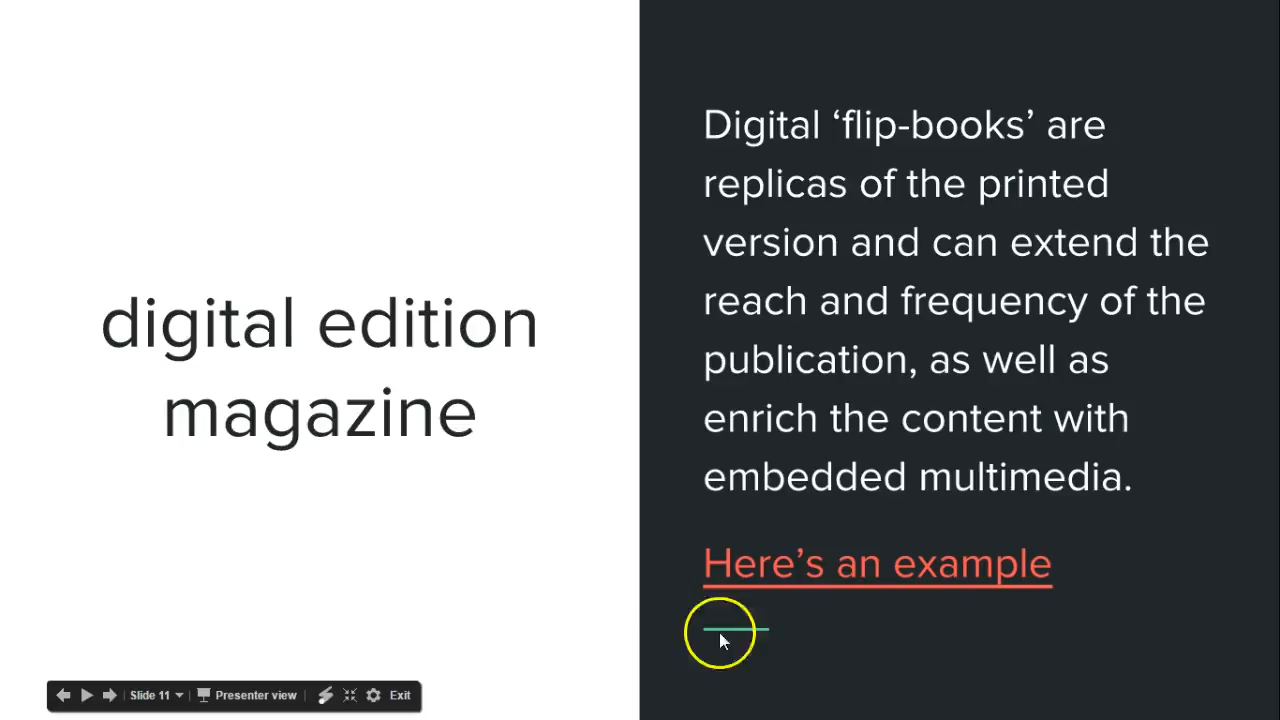 digital edition
magazine
Digital ‘flip-books’ are
replicas of the printed
version and can extend the
reach and frequency of the
publication, as well as
enrich the content with
embedded multimedia.
Here’s an example
Slide 11 Presenter view Exit